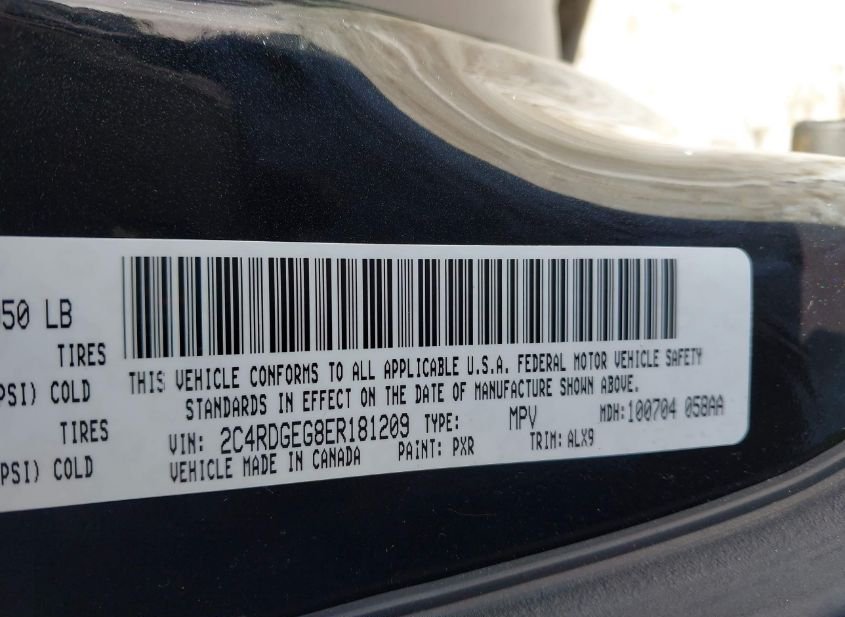 50 LB
TIRES
PSI) COLD
TIRES
PSI) COLD
THIS VEHICLE CONFORMS TO ALL APPLICABLE U.S.A. FEDERAL MOTOR VEHICLE SAFETY
STANDARDS IN EFFECT ON THE DATE OF MANUFACTURE SHOWN ABOVE.
VIN: 2C4RDGEG8ER181209 TYPE: MPV MDH:100704 058AA
VEHICLE MADE IN CANADA PAINT: PXR TRIM:ALX9